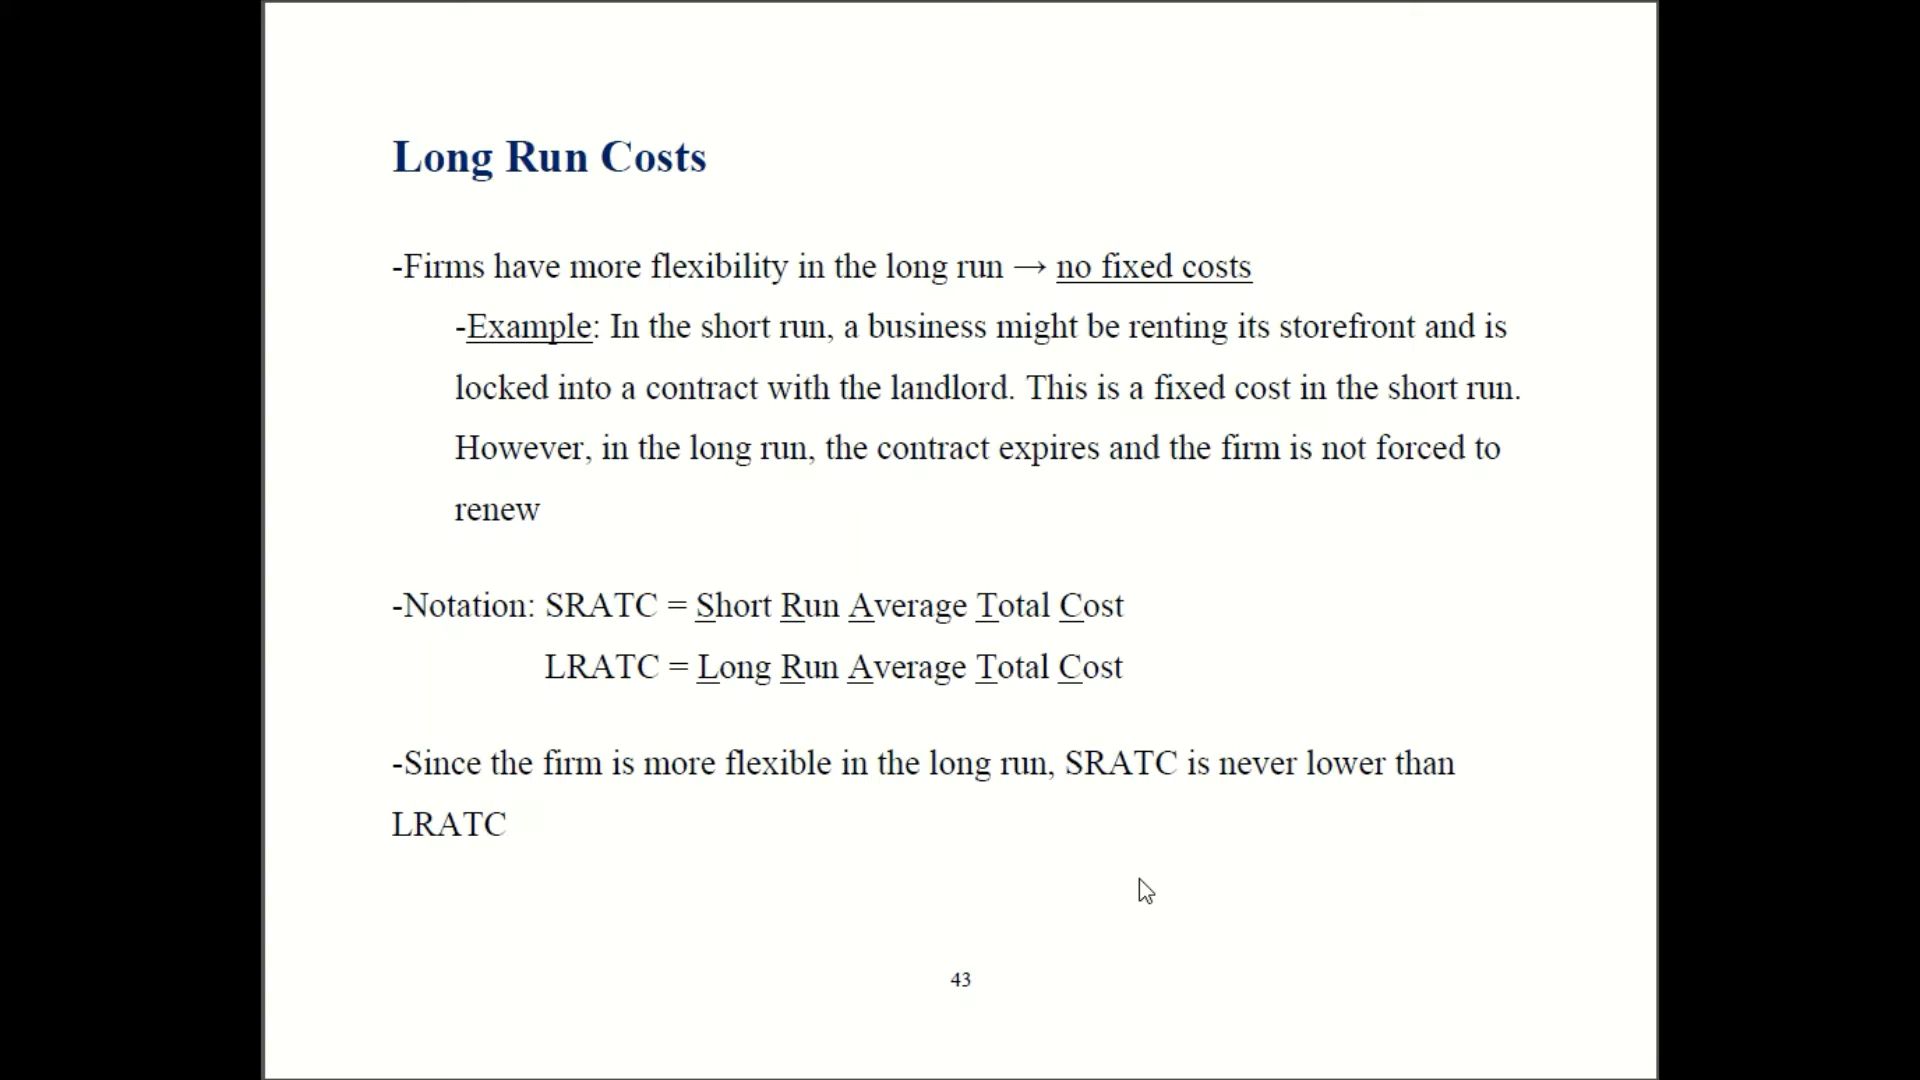 Long Run Costs
-Firms have more flexibility in the long run → no fixed costs
-Example: In the short run, a business might be renting its storefront and is
locked into a contract with the landlord. This is a fixed cost in the short run.
However, in the long run, the contract expires and the firm is not forced to
renew
-Notation: SRATC = Short Run Average Total Cost
LRATC = Long Run Average Total Cost
-Since the firm is more flexible in the long run, SRATC is never lower than
LRATC
43